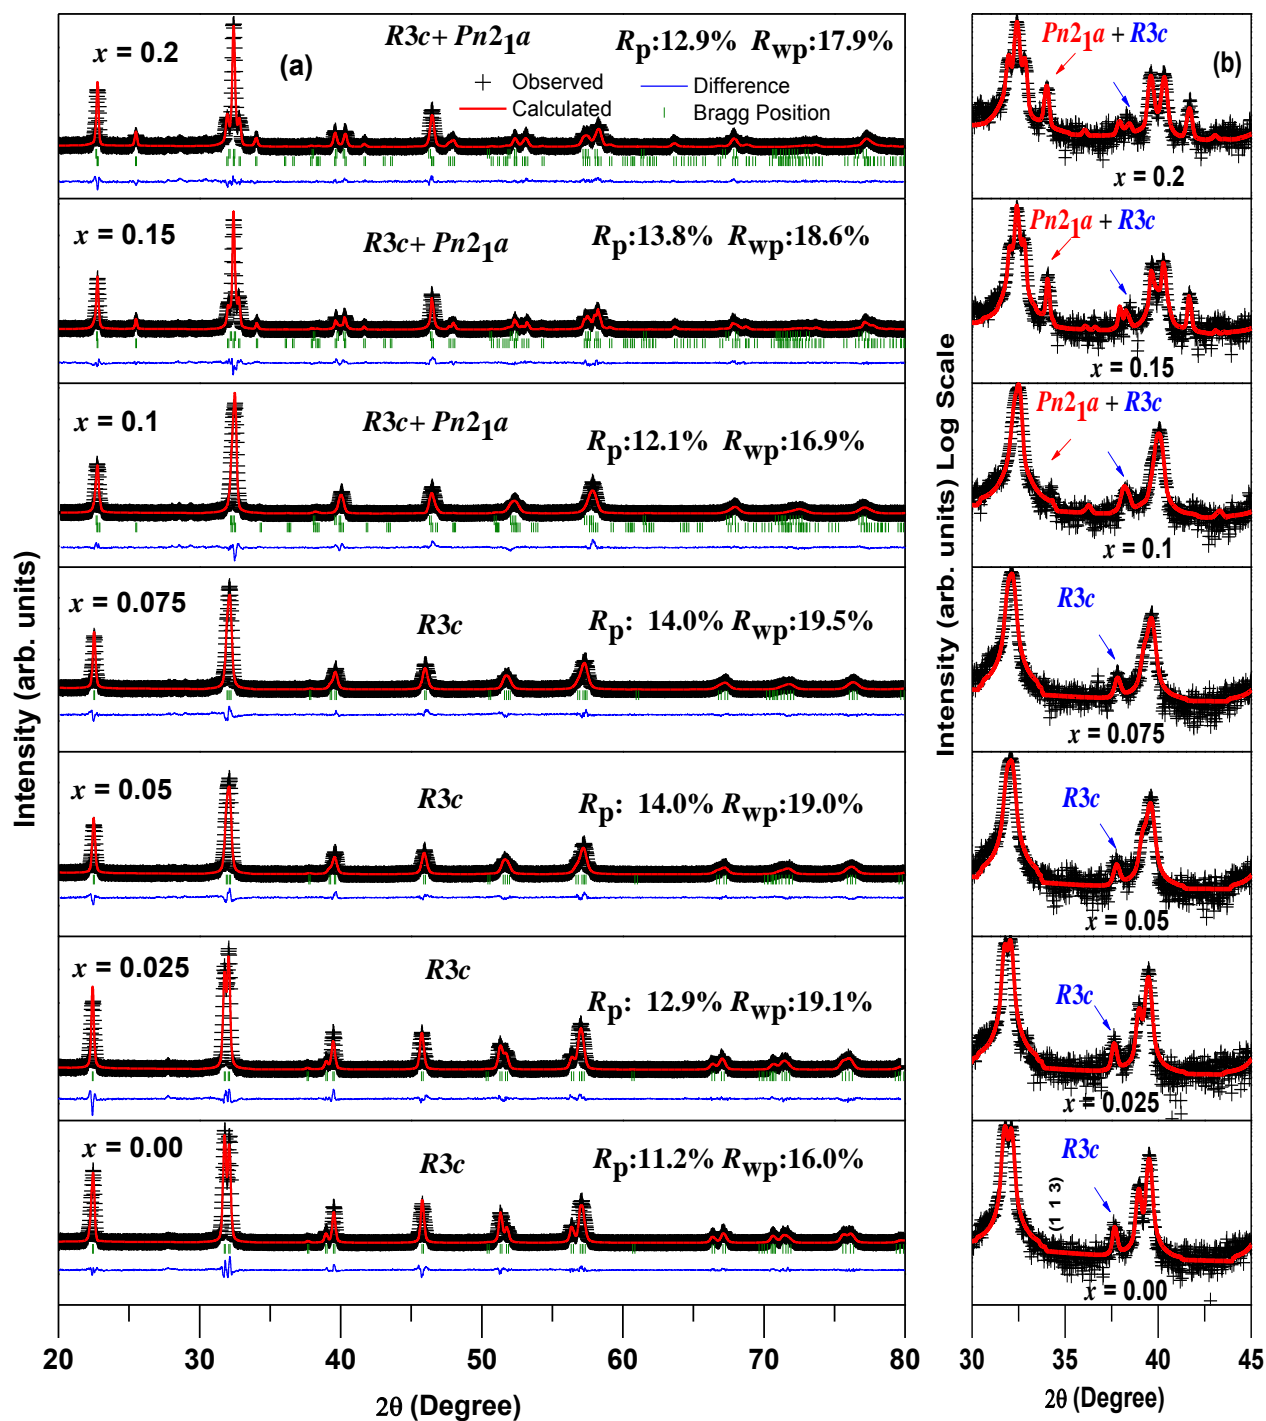 Intensity (arb. units)
x = 0.2
R3c+ Pn2₁a
Rp:12.9% Rwp:17.9%
(a)
Observed
Difference
Calculated
Bragg Position
x = 0.15
R3c+ Pn2₁a
Rp:13.8% Rwp:18.6%
x = 0.1
R3c+ Pn2₁a
Rp:12.1% Rwp:16.9%
x = 0.075
R3c
Rp: 14.0% Rwp:19.5%
x = 0.05
R3c
Rp: 14.0% Rwp:19.0%
x = 0.025
R3c
Rp: 12.9% Rwp:19.1%
x = 0.00
R3c
Rp:11.2% Rwp:16.0%
20 30 40 50 60 70 80
2θ (Degree)
Intensity (arb. units) Log Scale
Pn2₁a + R3c
(b)
x = 0.2
Pn2₁a + R3c
x = 0.15
Pn2₁a + R3c
x = 0.1
R3c
x = 0.075
R3c
x = 0.05
R3c
x = 0.025
R3c
(1 1 3)
x = 0.00
30 35 40 45
2θ (Degree)